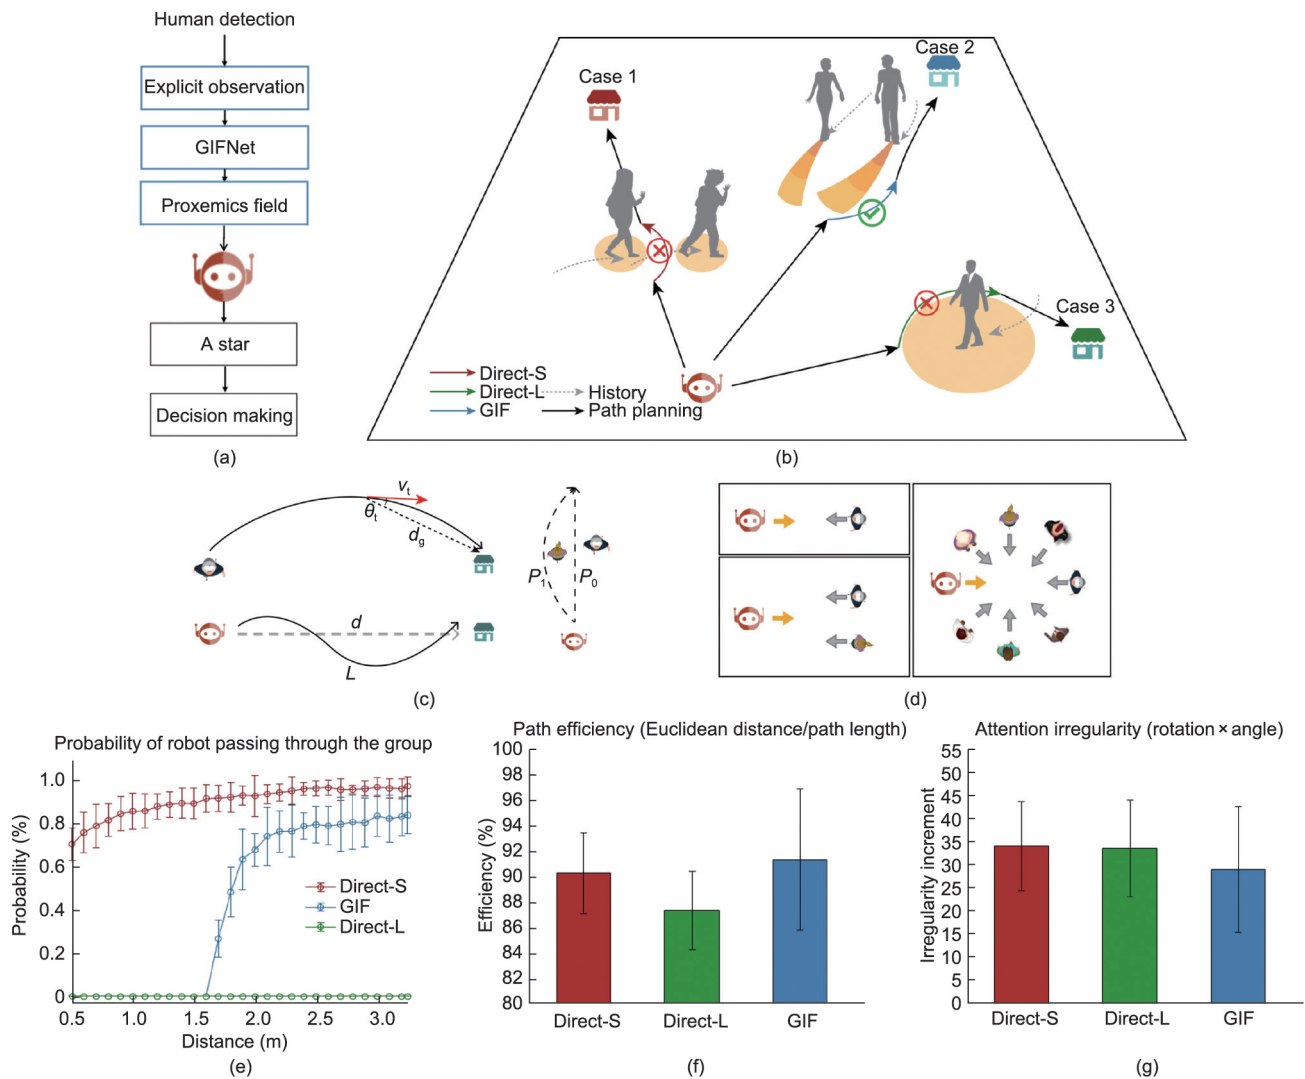 Human detection
Explicit observation
GIFNet
Proxemics field
A star
Decision making
(a)
Case 1
Case 2
Case 3
Direct-S
Direct-L
History
GIF
Path planning
(b)
vt
θt
dg
d
L
P1
P0
(c)
(d)
Probability of robot passing through the group
Probability (%)
1.0
0.8
0.6
0.4
0.2
0
Direct-S
GIF
Direct-L
0.5 1.0 1.5 2.0 2.5 3.0
Distance (m)
(e)
Path efficiency (Euclidean distance/path length)
Efficiency (%)
100
98
96
94
92
90
88
86
84
82
80
Direct-S Direct-L GIF
(f)
Attention irregularity (rotation × angle)
Irregularity increment
55
50
45
40
35
30
25
20
15
10
5
0
Direct-S Direct-L GIF
(g)